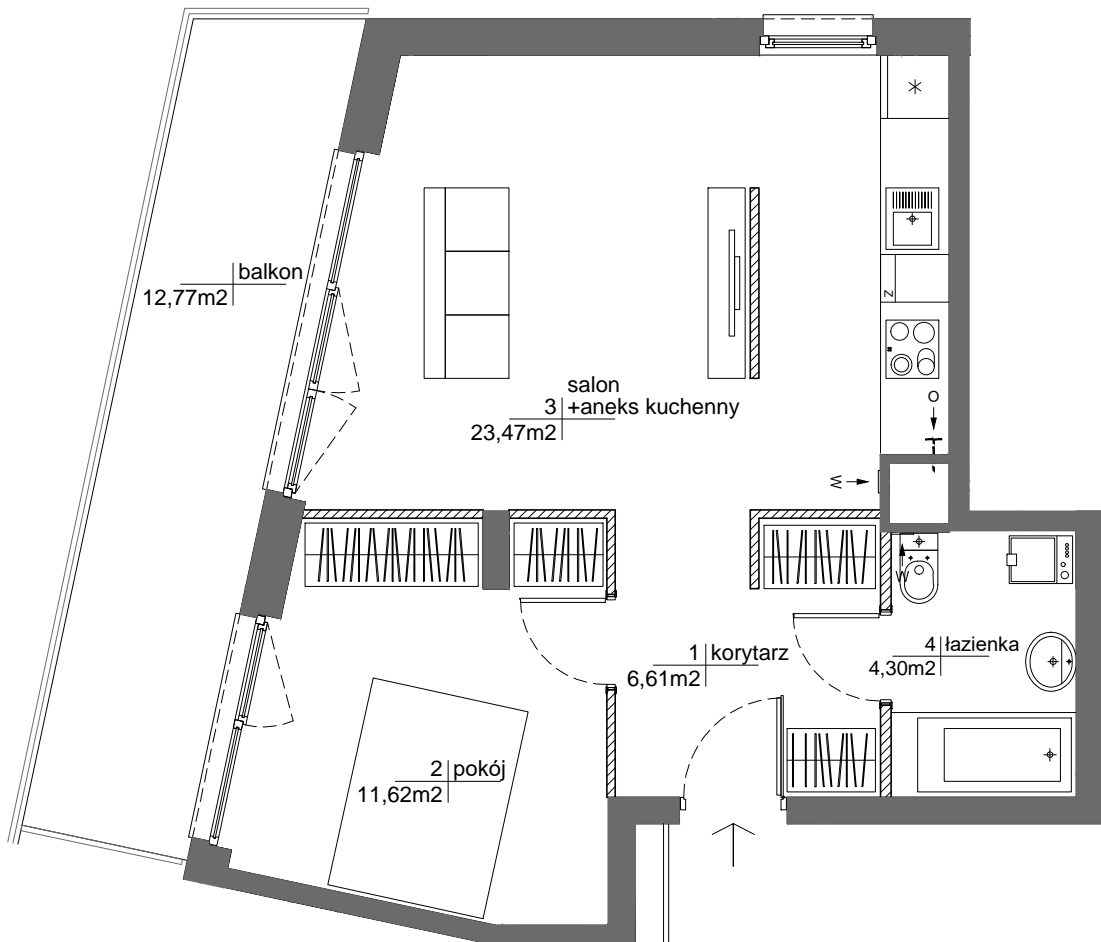 balkon
12,77m2
salon
3 +aneks kuchenny
23,47m2
Z
O
W
W
1 korytarz
6,61m2
4 łazienka
4,30m2
2 pokój
11,62m2